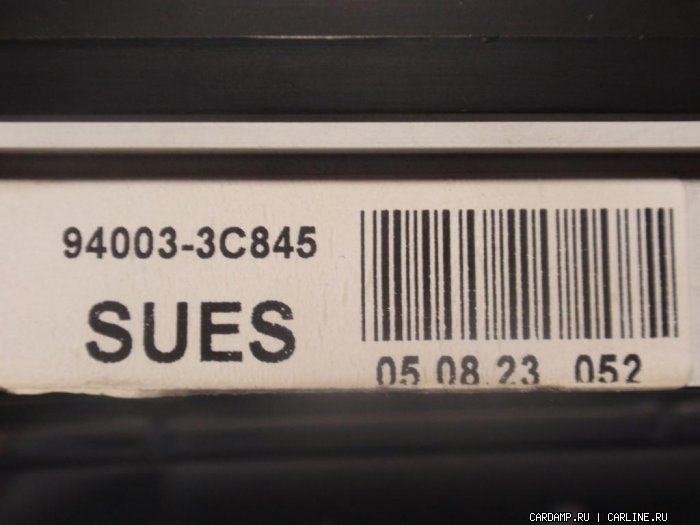 94003-3C845
SUES
05 08 23 052
CARDAMP.RU | CARLINE.RU